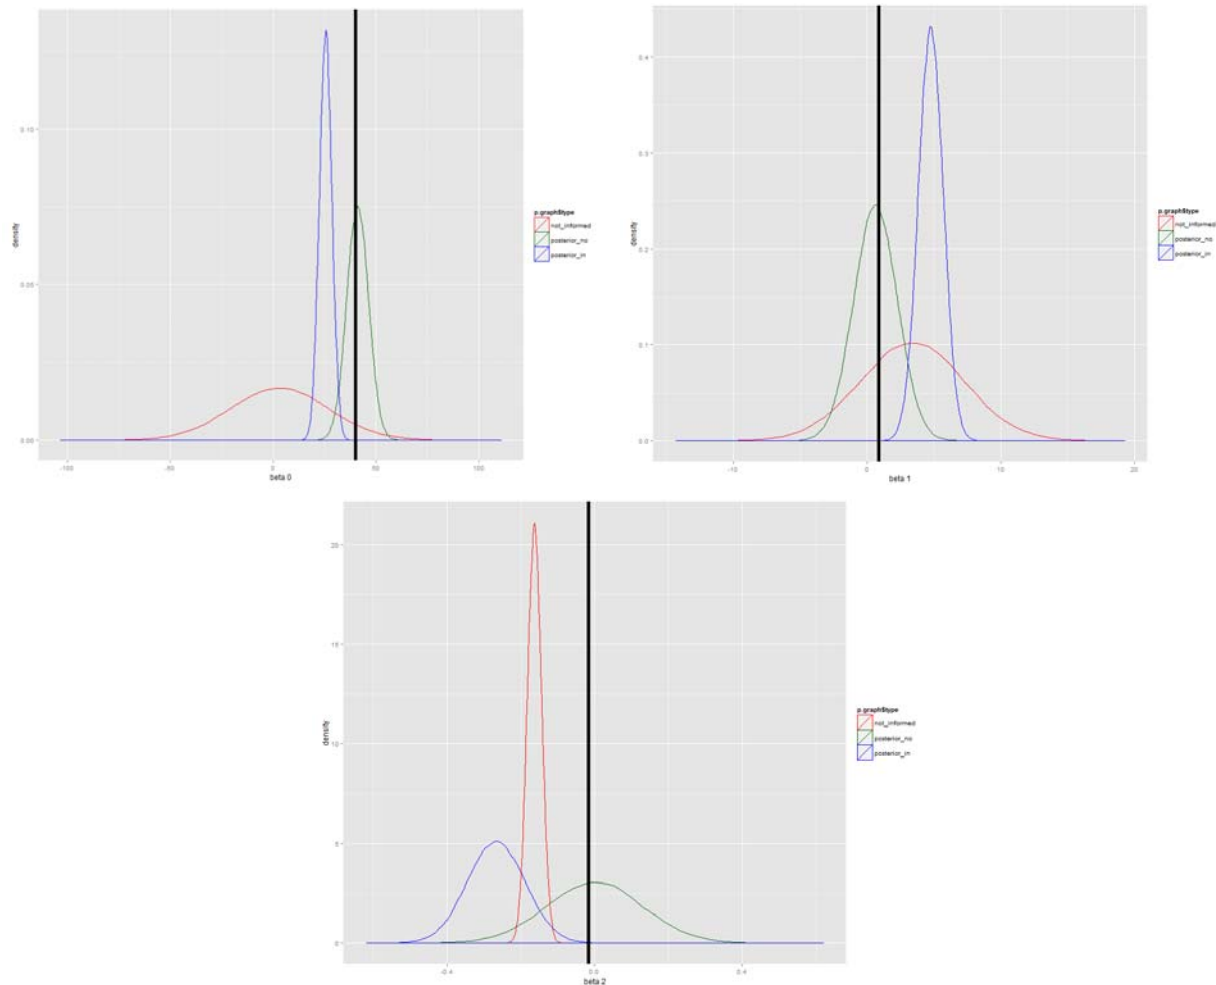 0.10
0.05
0.00
density
-100 -50 0 50 100
beta 0
p.graph$type
not_informed
posterior_no
posterior_in
0.4
0.3
0.2
0.1
0.0
density
-10 0 10 20
beta 1
p.graph$type
not_informed
posterior_no
posterior_in
20
15
10
5
0
density
-0.4 0.0 0.4
beta 2
p.graph$type
not_informed
posterior_no
posterior_in